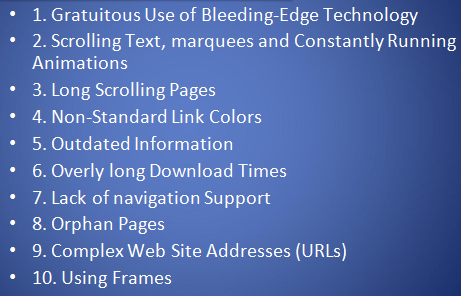 • 1. Gratuitous Use of Bleeding-Edge Technology
• 2. Scrolling Text, marquees and Constantly Running
Animations
• 3. Long Scrolling Pages
• 4. Non-Standard Link Colors
• 5. Outdated Information
• 6. Overly long Download Times
• 7. Lack of navigation Support
• 8. Orphan Pages
• 9. Complex Web Site Addresses (URLs)
• 10. Using Frames